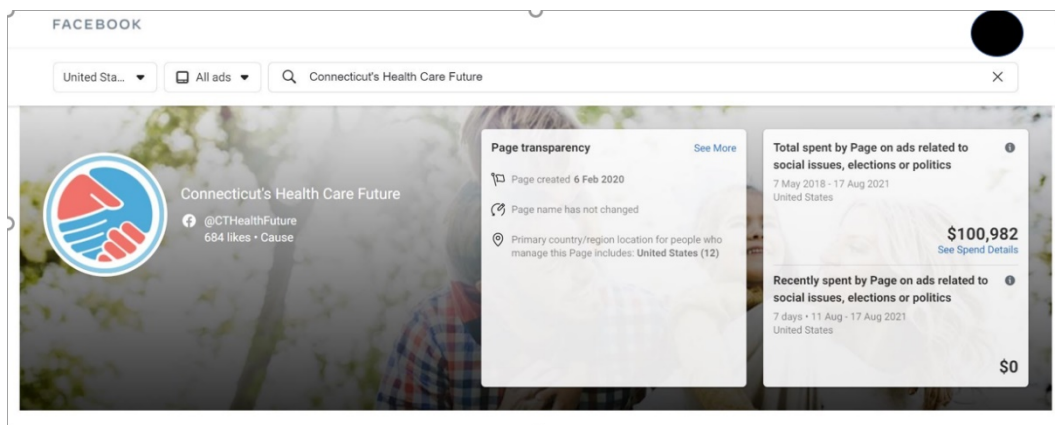 FACEBOOK
United Sta...
All ads
Connecticut's Health Care Future
Connecticut's Health Care Future
@CTHealthFuture
684 likes • Cause
Page transparency
See More
Page created 6 Feb 2020
Page name has not changed
Primary country/region location for people who
manage this Page includes: United States (12)
Total spent by Page on ads related to
social issues, elections or politics
7 May 2018 - 17 Aug 2021
United States
$100,982
See Spend Details
Recently spent by Page on ads related to
social issues, elections or politics
7 days • 11 Aug - 17 Aug 2021
United States
$0